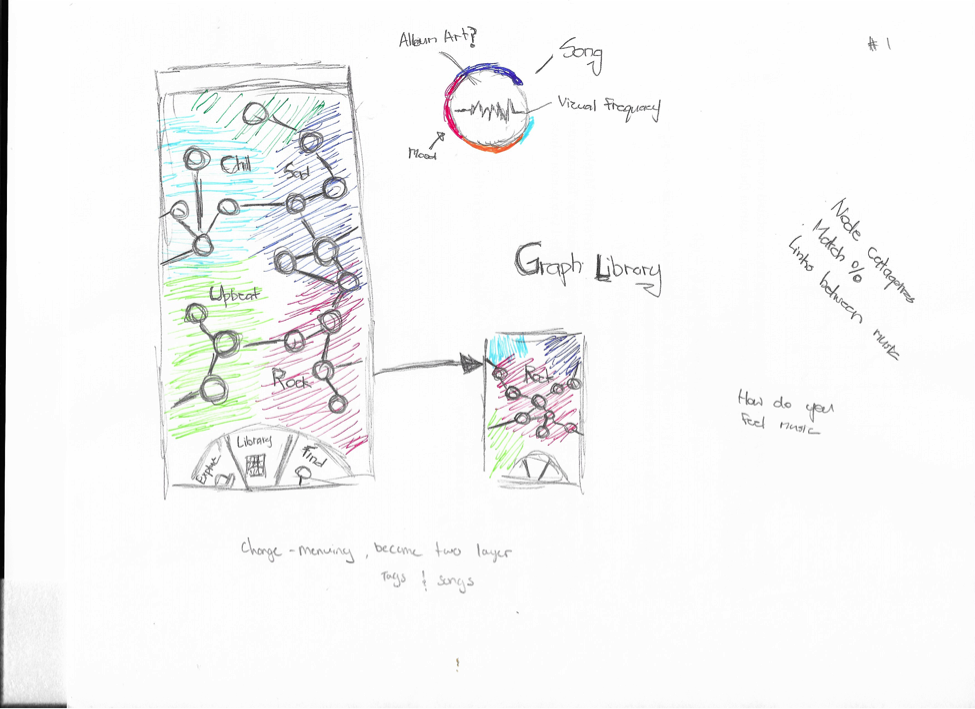 # 1
Album Art?
Song
Vizual Frequency
Mood
Chill
Sad
Upbeat
Rock
Explore
Library
Find
Graph Library
Rock
Node Catagories
Match %
Links between music
How do you
Feel music
Change - menuing, become two layer
Tags & songs